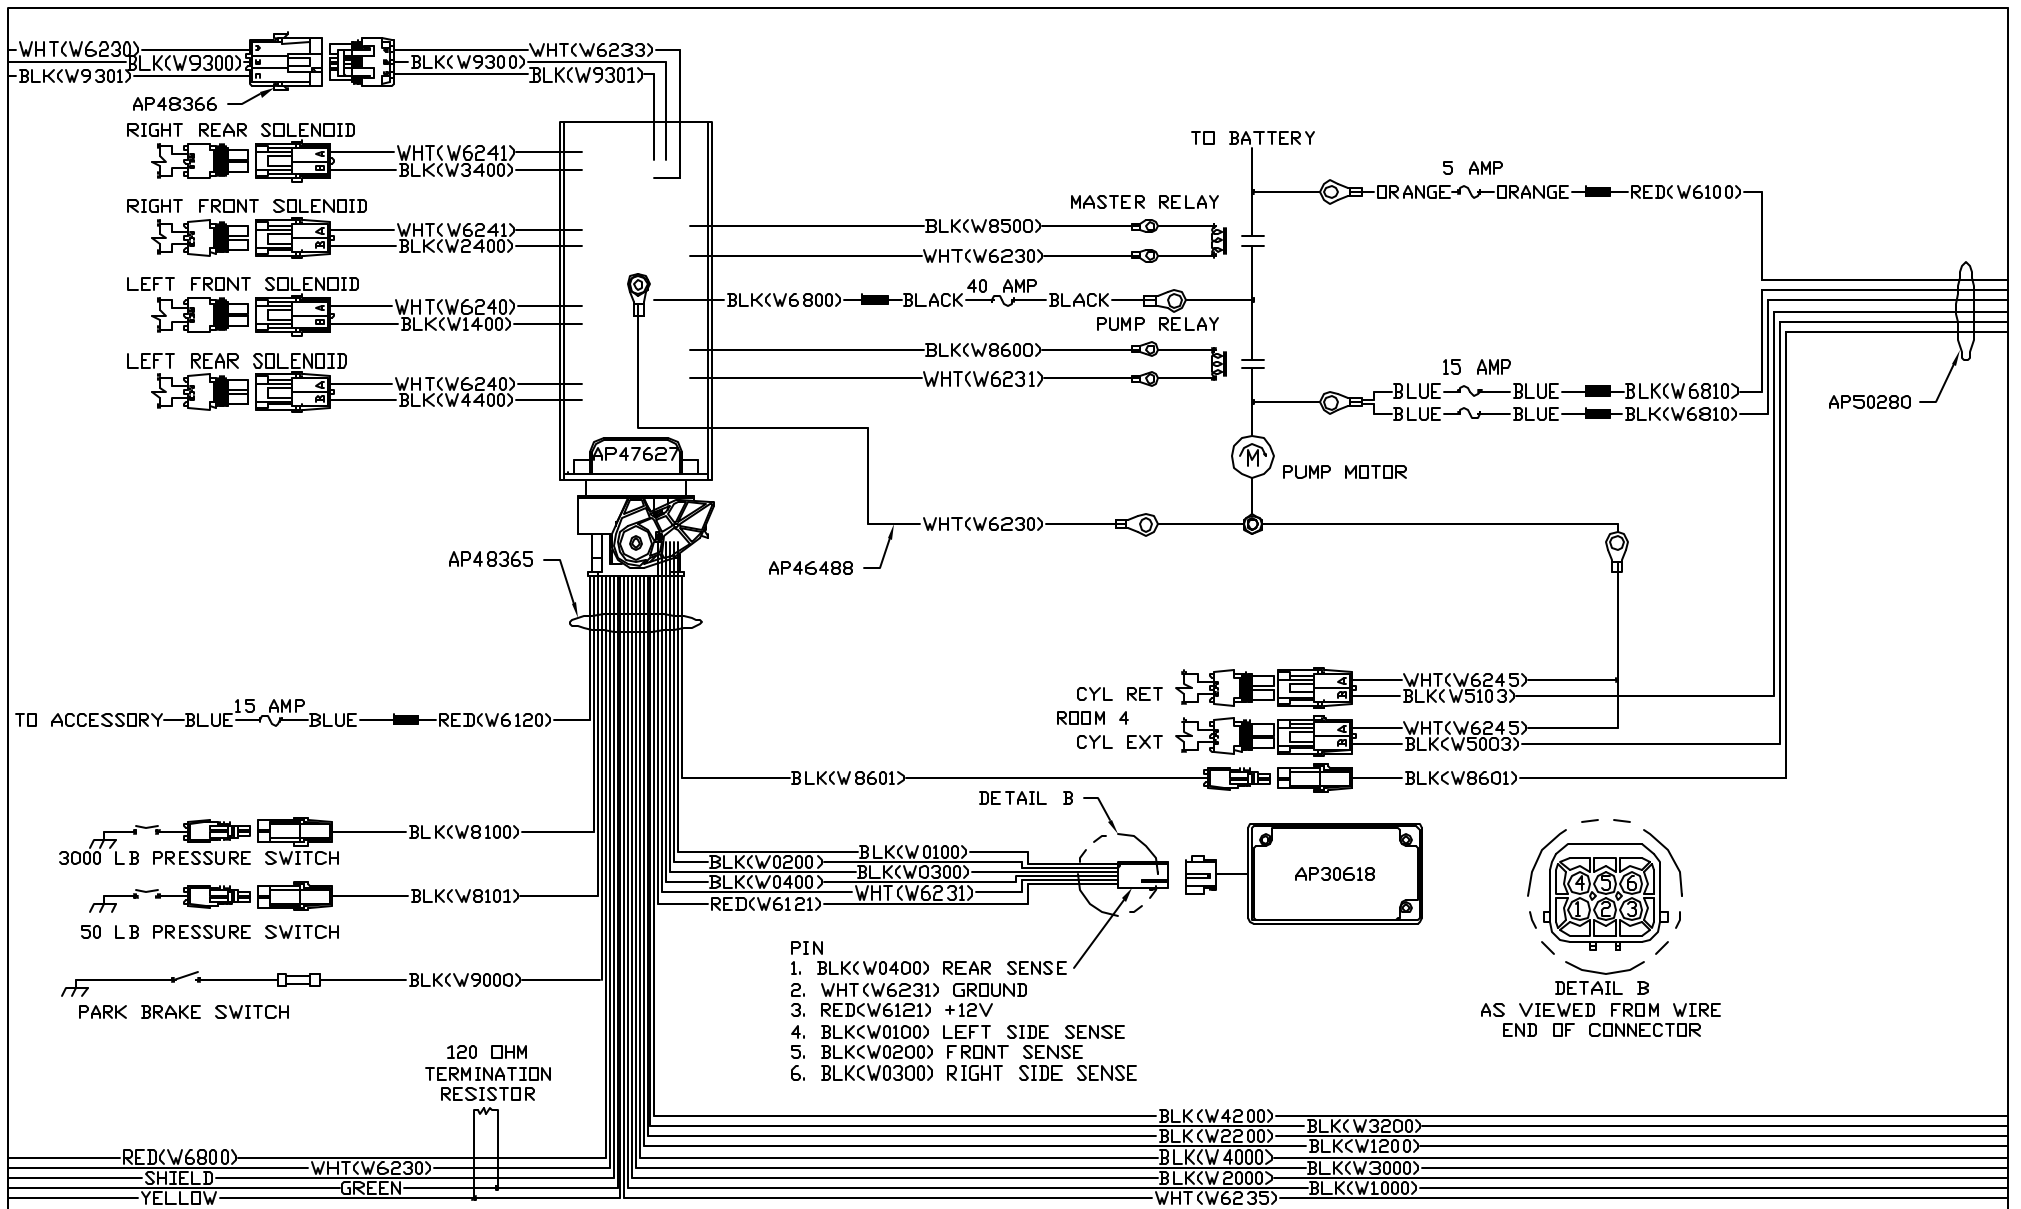 WHT(W6230)
BLK(W9300)
BLK(W9301)
WHT(W6233)
BLK(W9300)
BLK(W9301)
AP48366
RIGHT REAR SOLENOID
A
B
WHT(W6241)
BLK(W3400)
RIGHT FRONT SOLENOID
A
B
WHT(W6241)
BLK(W2400)
LEFT FRONT SOLENOID
A
B
WHT(W6240)
BLK(W1400)
LEFT REAR SOLENOID
A
B
WHT(W6240)
BLK(W4400)
AP47627
TO BATTERY
5 AMP
ORANGE
ORANGE
RED(W6100)
MASTER RELAY
BLK(W8500)
WHT(W6230)
40 AMP
BLK(W6800)
BLACK
BLACK
PUMP RELAY
BLK(W8600)
WHT(W6231)
15 AMP
BLUE
BLUE
BLK(W6810)
BLUE
BLUE
BLK(W6810)
AP50280
M
PUMP MOTOR
WHT(W6230)
AP46488
AP48365
CYL RET
A
B
WHT(W6245)
BLK(W5103)
ROOM 4
CYL EXT
A
B
WHT(W6245)
BLK(W5003)
TO ACCESSORY
BLUE
15 AMP
BLUE
RED(W6120)
BLK(W8601)
BLK(W8601)
DETAIL B
BLK(W8100)
3000 LB PRESSURE SWITCH
BLK(W8101)
50 LB PRESSURE SWITCH
BLK(W9000)
PARK BRAKE SWITCH
BLK(W0100)
BLK(W0200)
BLK(W0300)
BLK(W0400)
WHT(W6231)
RED(W6121)
AP30618
4 5 6
1 2 3
DETAIL B
AS VIEWED FROM WIRE
END OF CONNECTOR
PIN
1. BLK(W0400) REAR SENSE
2. WHT(W6231) GROUND
3. RED(W6121) +12V
4. BLK(W0100) LEFT SIDE SENSE
5. BLK(W0200) FRONT SENSE
6. BLK(W0300) RIGHT SIDE SENSE
120 OHM
TERMINATION
RESISTOR
RED(W6800)
WHT(W6230)
SHIELD
GREEN
YELLOW
BLK(W4200)
BLK(W3200)
BLK(W2200)
BLK(W1200)
BLK(W4000)
BLK(W3000)
BLK(W2000)
BLK(W1000)
WHT(W6235)